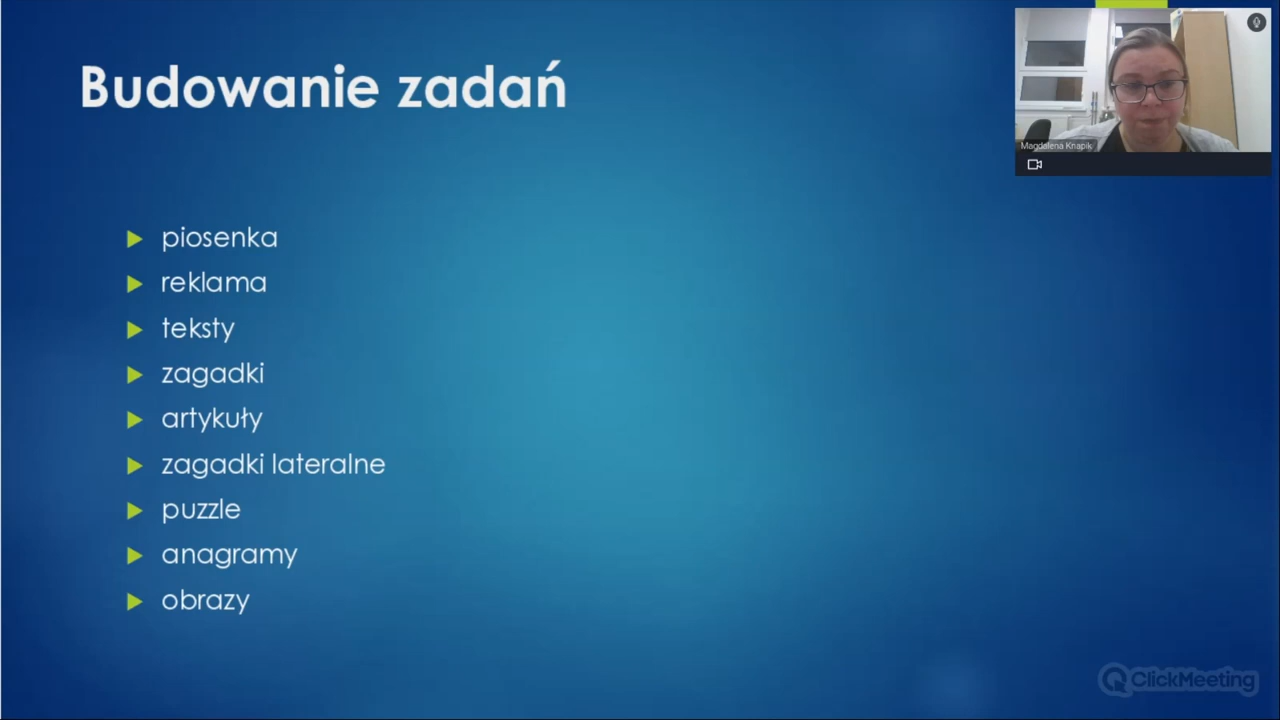 Budowanie zadań
Magdalena Knapik
piosenka
reklama
teksty
zagadki
artykuły
zagadki lateralne
puzzle
anagramy
obrazy
ClickMeeting